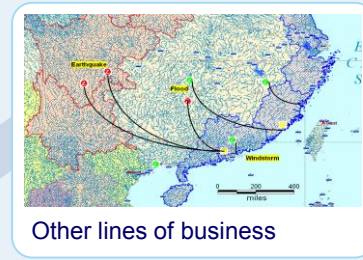 Earthquake
Flood
Windstorm
0 200 400
miles
Other lines of business